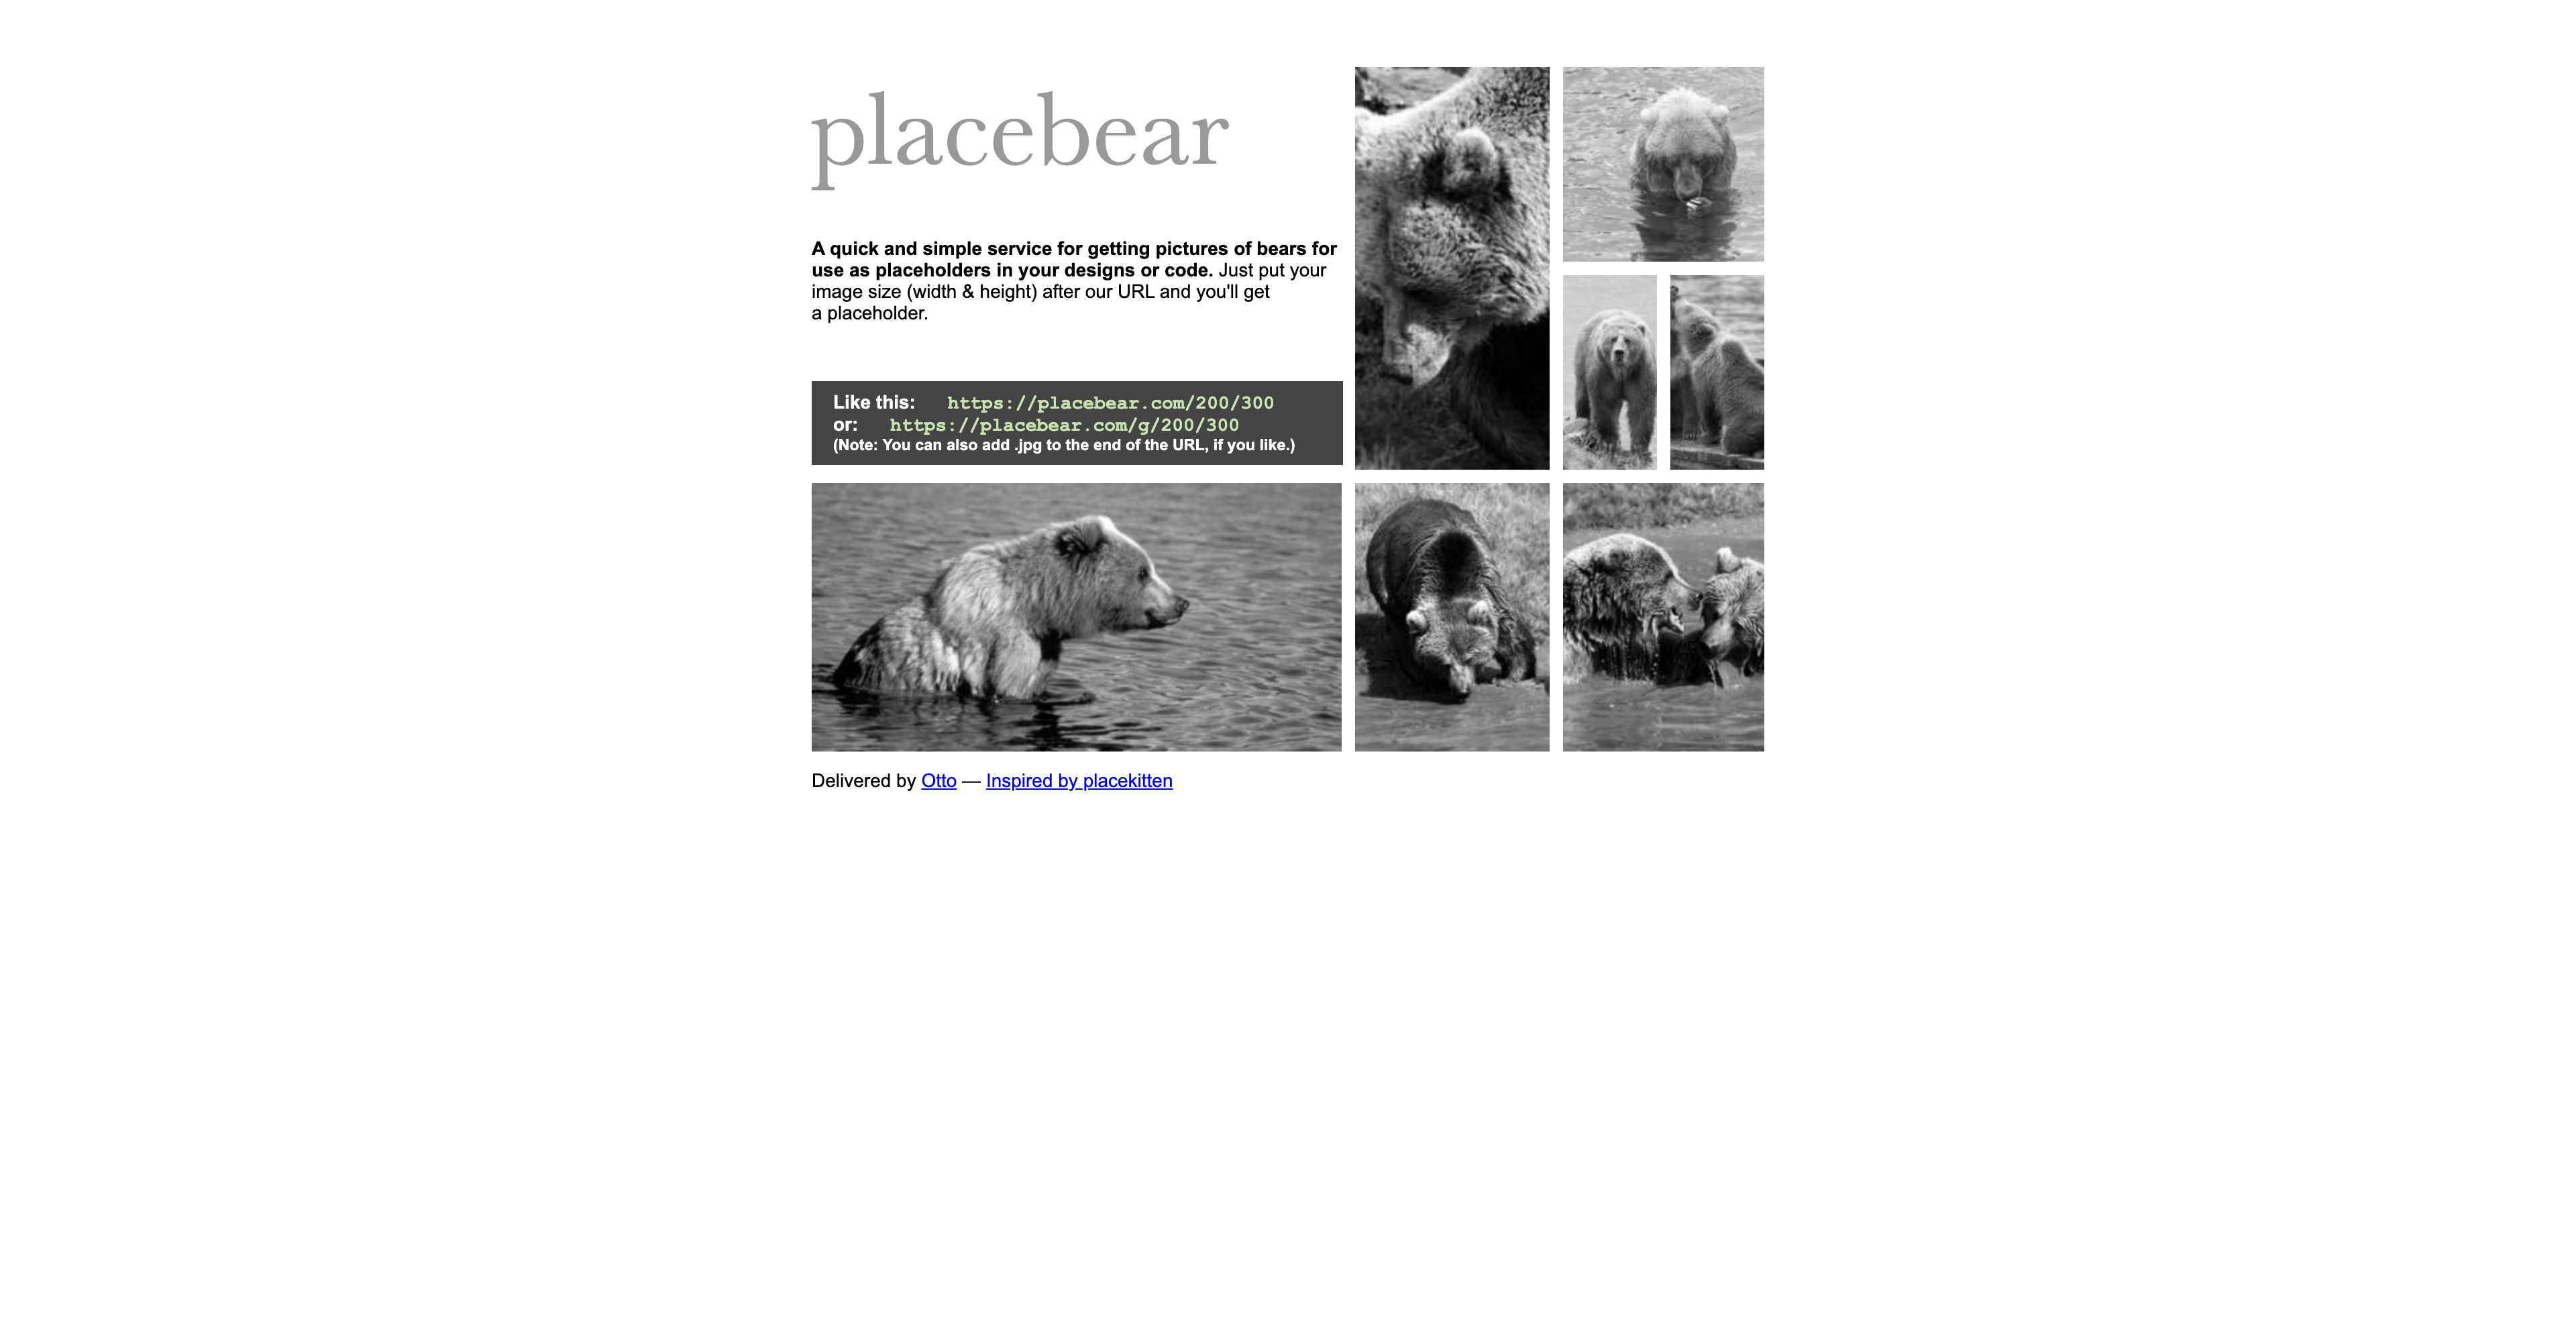 placebear
A quick and simple service for getting pictures of bears for
use as placeholders in your designs or code. Just put your
image size (width & height) after our URL and you'll get
a placeholder.
Like this: https://placebear.com/200/300
or: https://placebear.com/g/200/300
(Note: You can also add .jpg to the end of the URL, if you like.)
Delivered by Otto — Inspired by placekitten